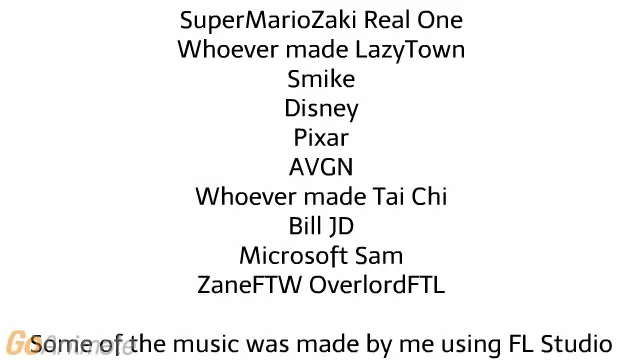 SuperMarioZaki Real One
Whoever made LazyTown
Smike
Disney
Pixar
AVGN
Whoever made Tai Chi
Bill JD
Microsoft Sam
ZaneFTW OverlordFTL
Some of the music was made by me using FL Studio
GoAnimate